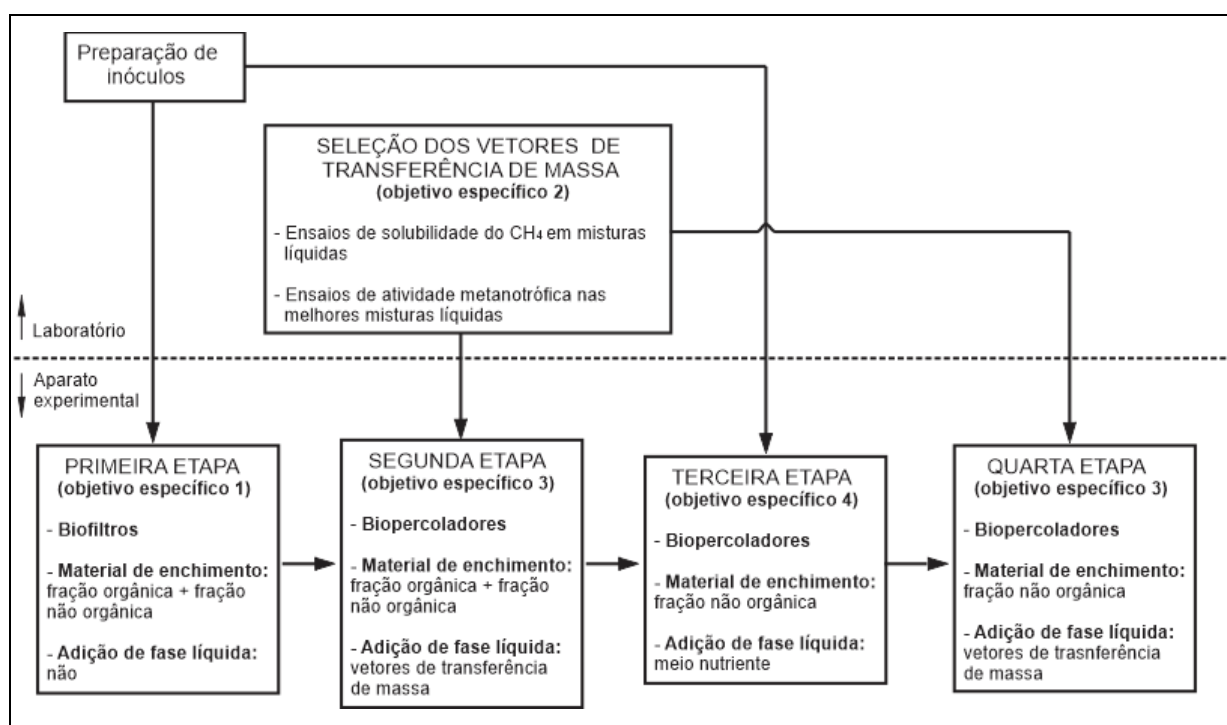 Preparação de
inóculos
SELEÇÃO DOS VETORES DE
TRANSFERÊNCIA DE MASSA
(objetivo específico 2)
- Ensaios de solubilidade do CH₄ em misturas
líquidas
- Ensaios de atividade metanotrófica nas
melhores misturas líquidas
Laboratório
Aparato
experimental
PRIMEIRA ETAPA
(objetivo específico 1)
- Biofiltros
- Material de enchimento:
fração orgânica + fração
não orgânica
- Adição de fase líquida:
não
SEGUNDA ETAPA
(objetivo específico 3)
- Biopercoladores
- Material de enchimento:
fração orgânica + fração
não orgânica
- Adição de fase líquida:
vetores de transferência
de massa
TERCEIRA ETAPA
(objetivo específico 4)
- Biopercoladores
- Material de enchimento:
fração não orgânica
- Adição de fase líquida:
meio nutriente
QUARTA ETAPA
(objetivo específico 3)
- Biopercoladores
- Material de enchimento:
fração não orgânica
- Adição de fase líquida:
vetores de trasnferência
de massa